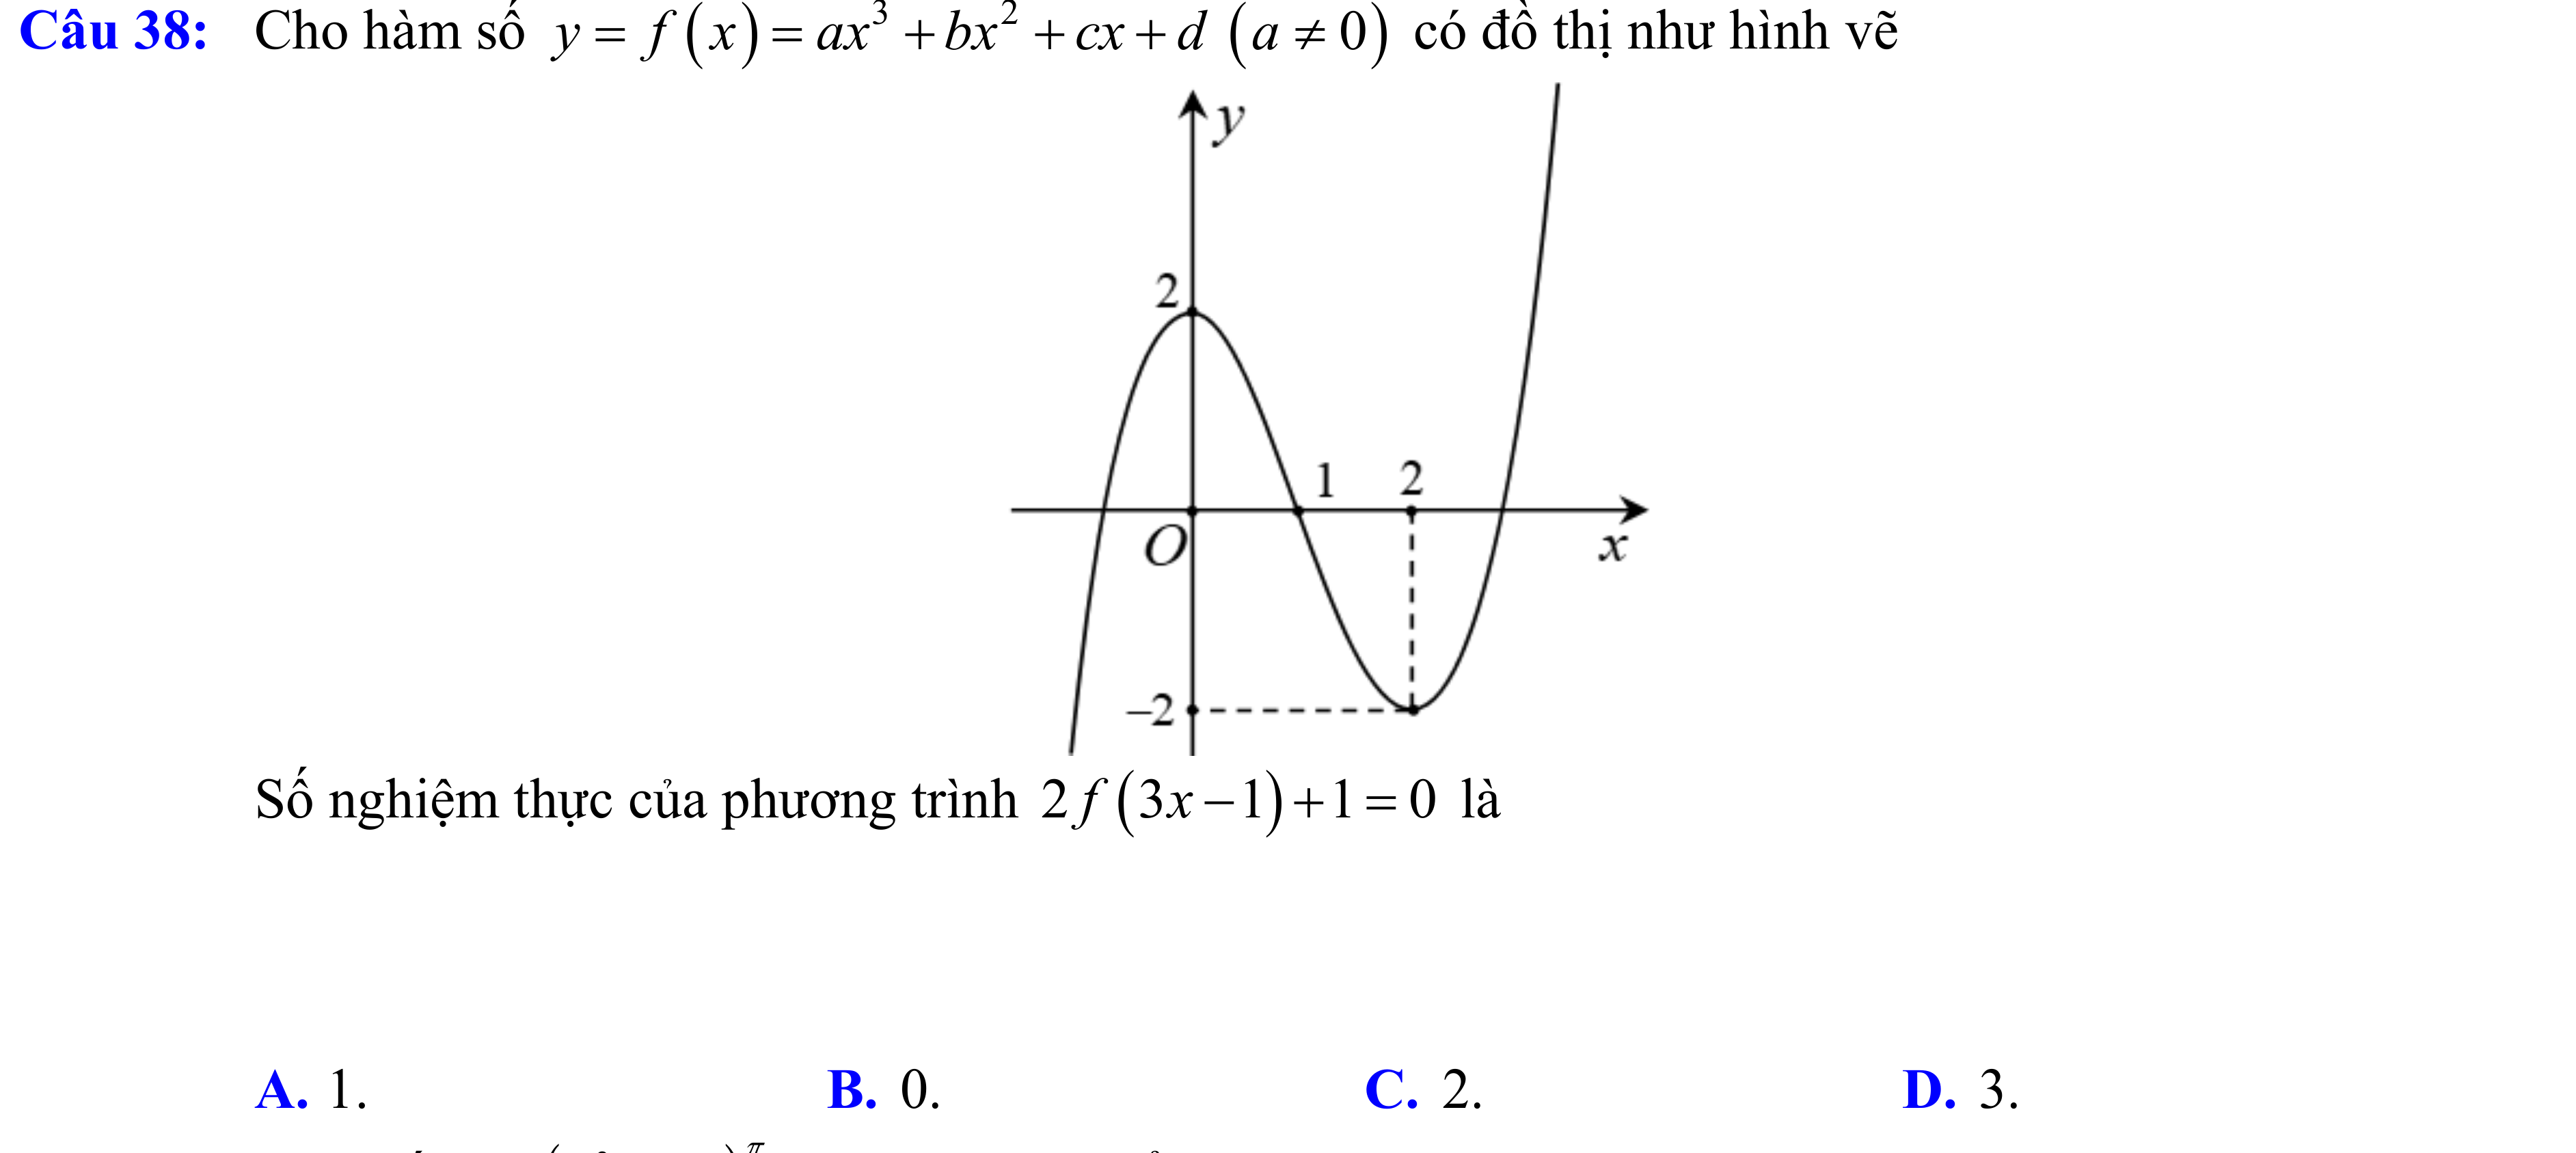 Câu 38: Cho hàm số y = f(x) = ax³ + bx² + cx + d (a ≠ 0) có đồ thị như hình vẽ
y
2
1 2
O
x
−2
Số nghiệm thực của phương trình 2f(3x−1)+1=0 là
A. 1. B. 0. C. 2. D. 3.